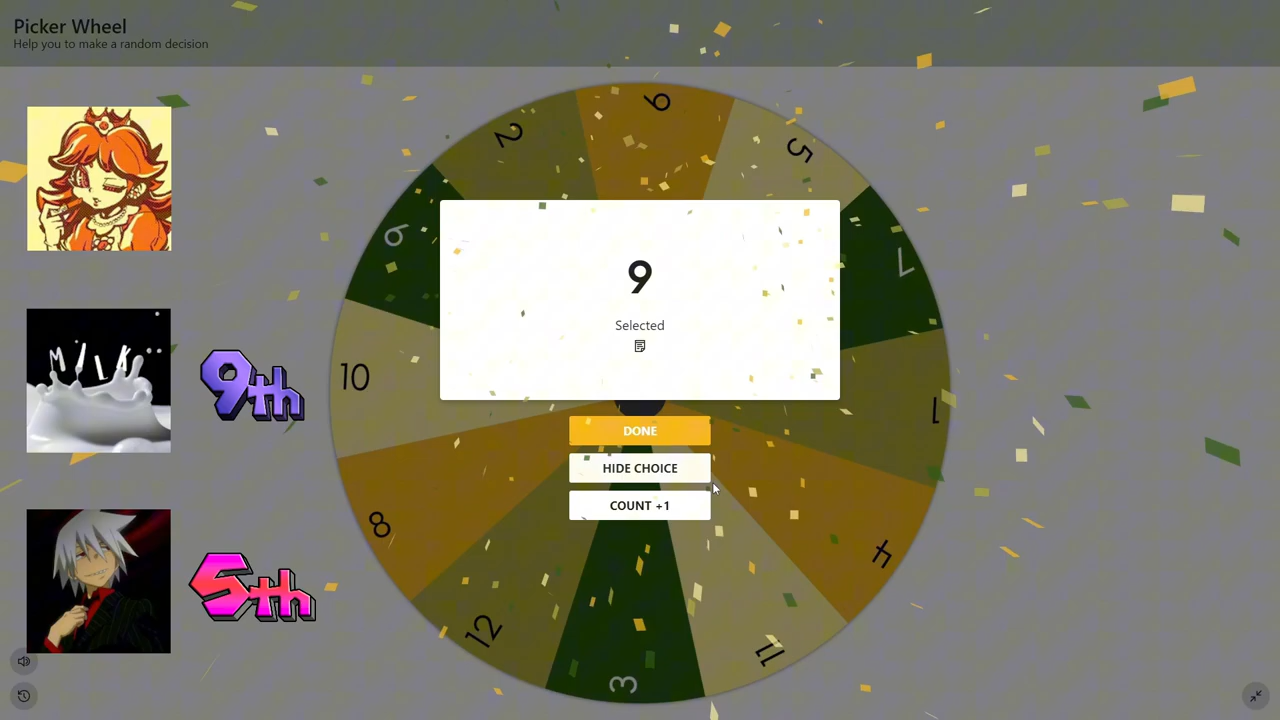 Picker Wheel
Help you to make a random decision
2
9
5
6
7
10
1
8
4
12
3
11
9
Selected
DONE
HIDE CHOICE
COUNT +1
MILK...
9th
5th